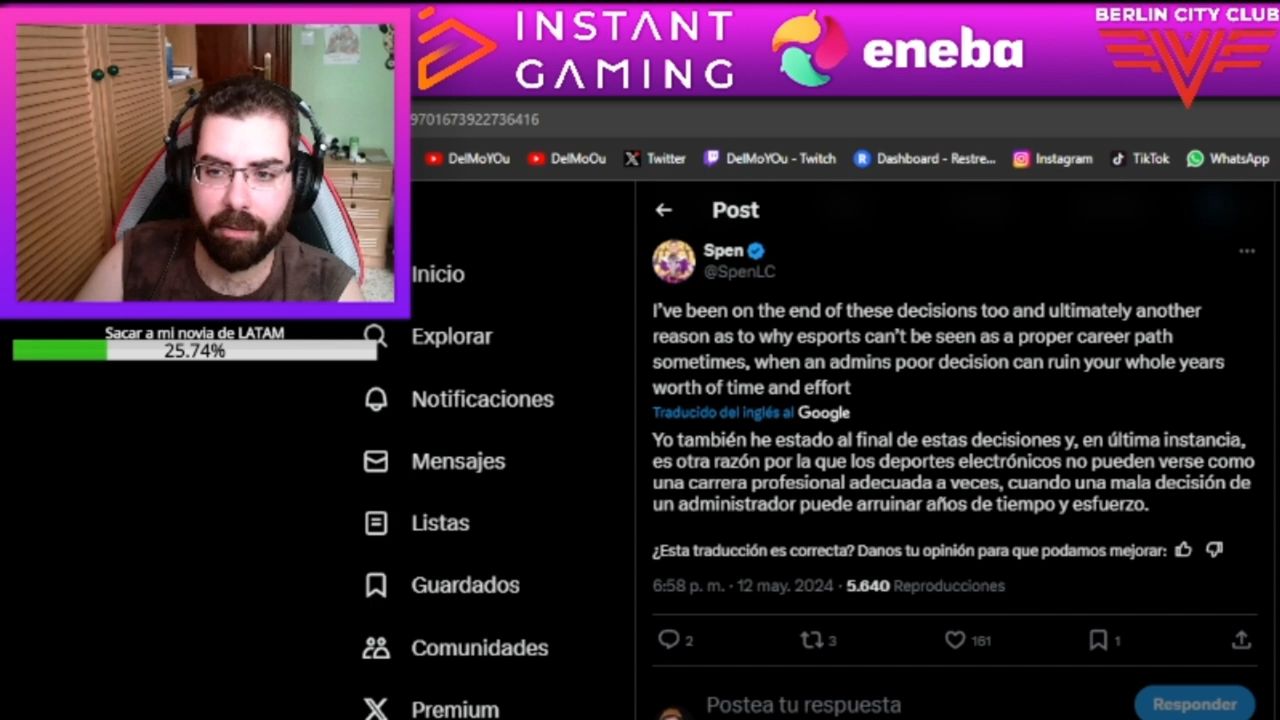 INSTANT
GAMING
eneba
BERLIN CITY CLUB
9701673922736416
DelMoYOu
DelMoOu
Twitter
DelMoYOu - Twitch
Dashboard - Restre...
Instagram
TikTok
WhatsApp
Sacar a mi novia de LATAM
25.74%
Inicio
Explorar
Notificaciones
Mensajes
Listas
Guardados
Comunidades
Premium
Post
Spen
@SpenLC
I've been on the end of these decisions too and ultimately another
reason as to why esports can't be seen as a proper career path
sometimes, when an admins poor decision can ruin your whole years
worth of time and effort
Traducido del inglés al Google
Yo también he estado al final de estas decisiones y, en última instancia,
es otra razón por la que los deportes electrónicos no pueden verse como
una carrera profesional adecuada a veces, cuando una mala decisión de
un administrador puede arruinar años de tiempo y esfuerzo.
¿Esta traducción es correcta? Danos tu opinión para que podamos mejorar:
6:58 p. m. · 12 may. 2024 · 5.640 Reproducciones
2 3 161 1
Postea tu respuesta
Responder